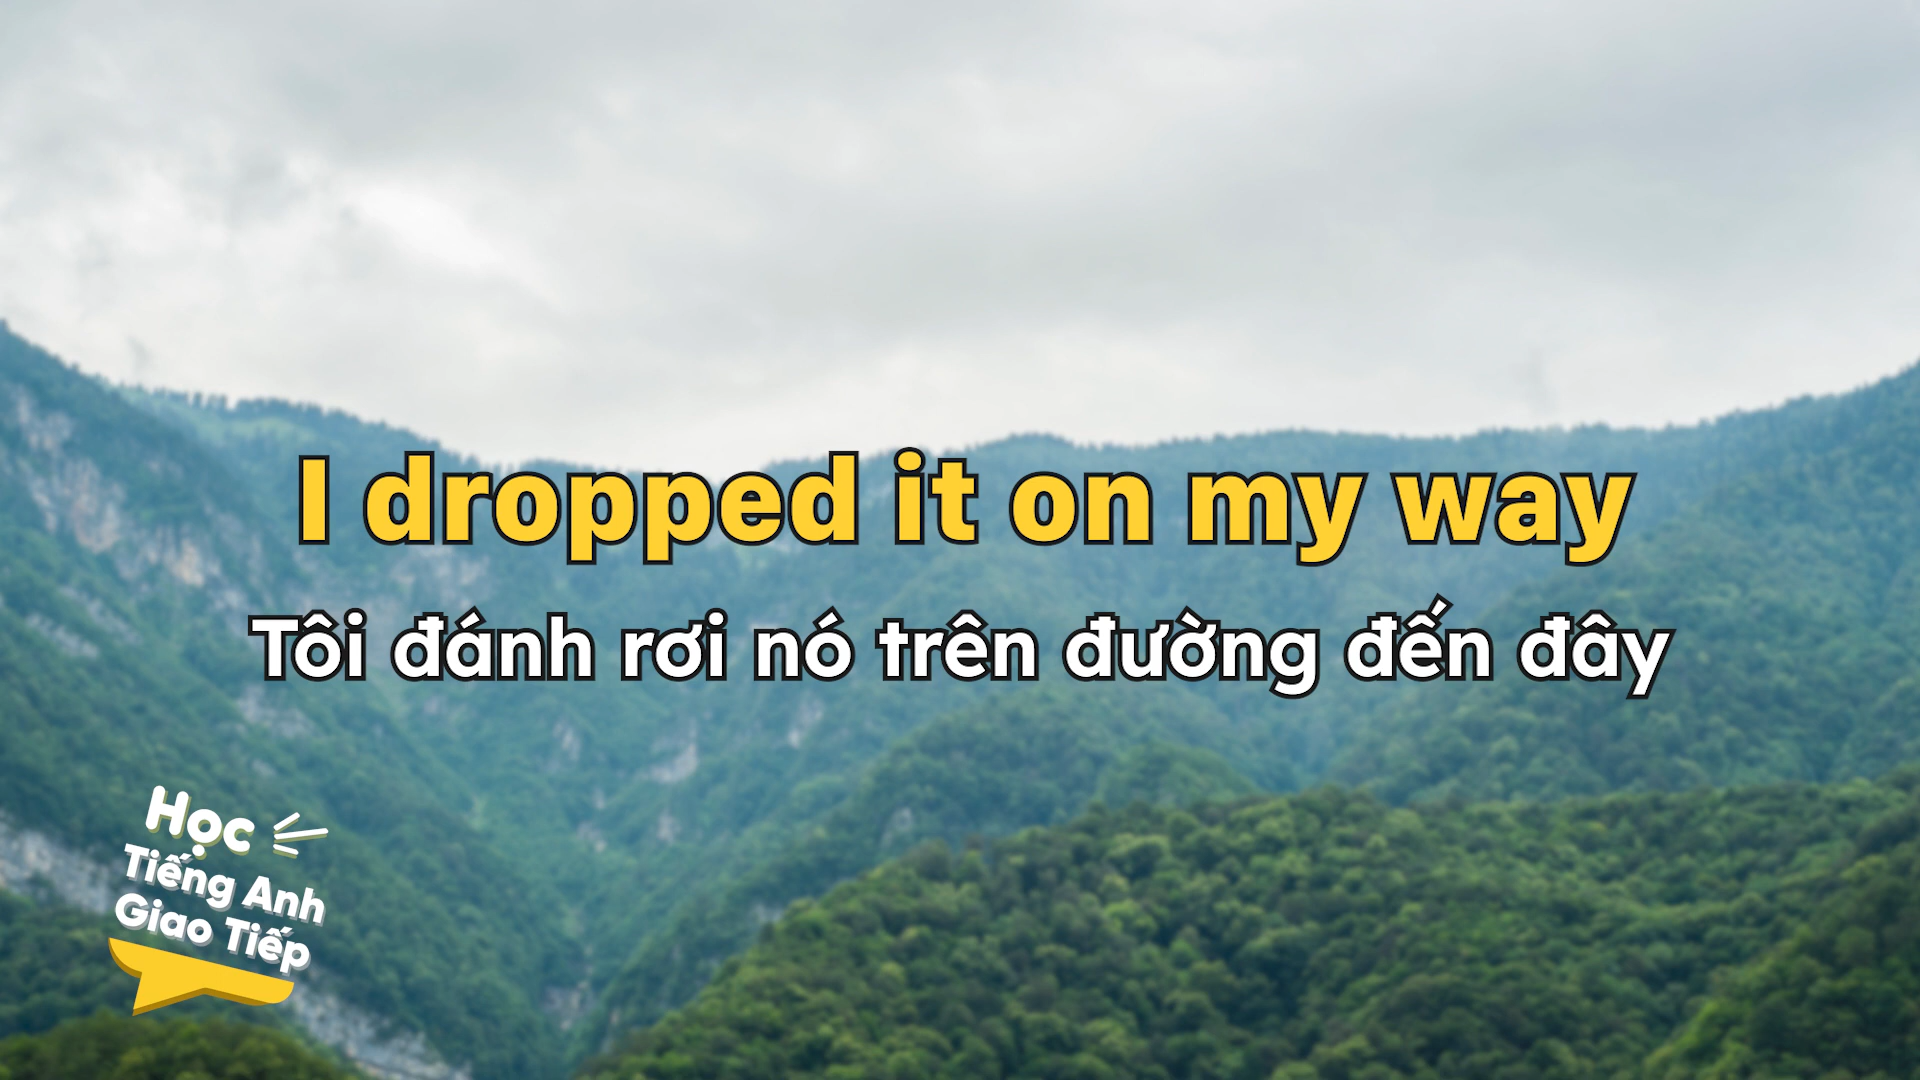 I dropped it on my way
Tôi đánh rơi nó trên đường đến đây
Học
Tiếng Anh
Giao Tiếp